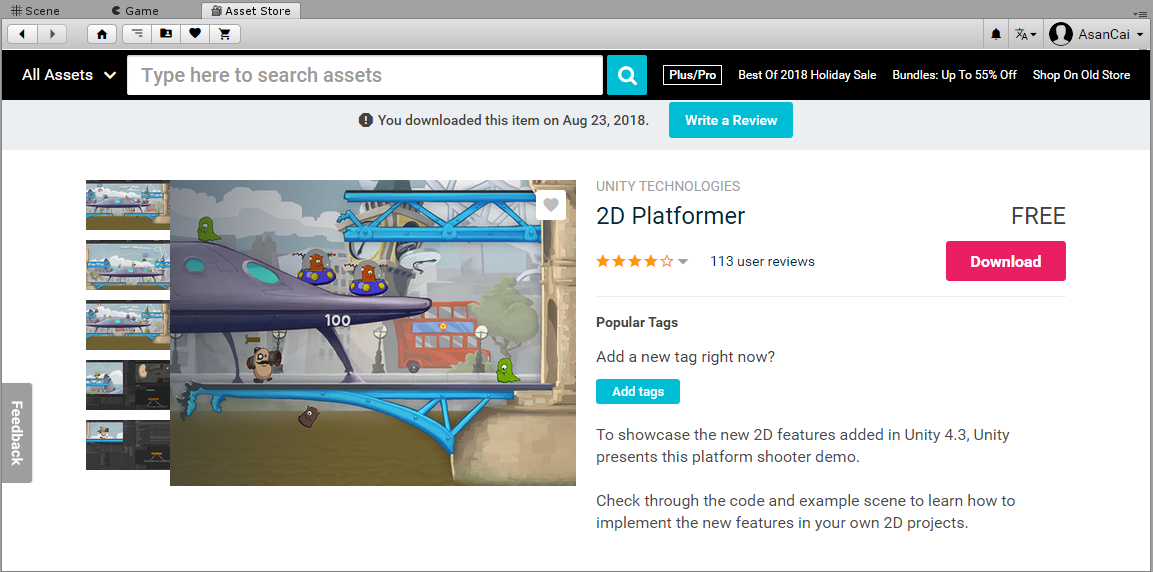 Scene
Game
Asset Store
AsanCai
All Assets
Type here to search assets
Plus/Pro
Best Of 2018 Holiday Sale
Bundles: Up To 55% Off
Shop On Old Store
You downloaded this item on Aug 23, 2018.
Write a Review
UNITY TECHNOLOGIES
2D Platformer
FREE
113 user reviews
Download
100
Popular Tags
Add a new tag right now?
Add tags
Feedback
To showcase the new 2D features added in Unity 4.3, Unity
presents this platform shooter demo.
Check through the code and example scene to learn how to
implement the new features in your own 2D projects.